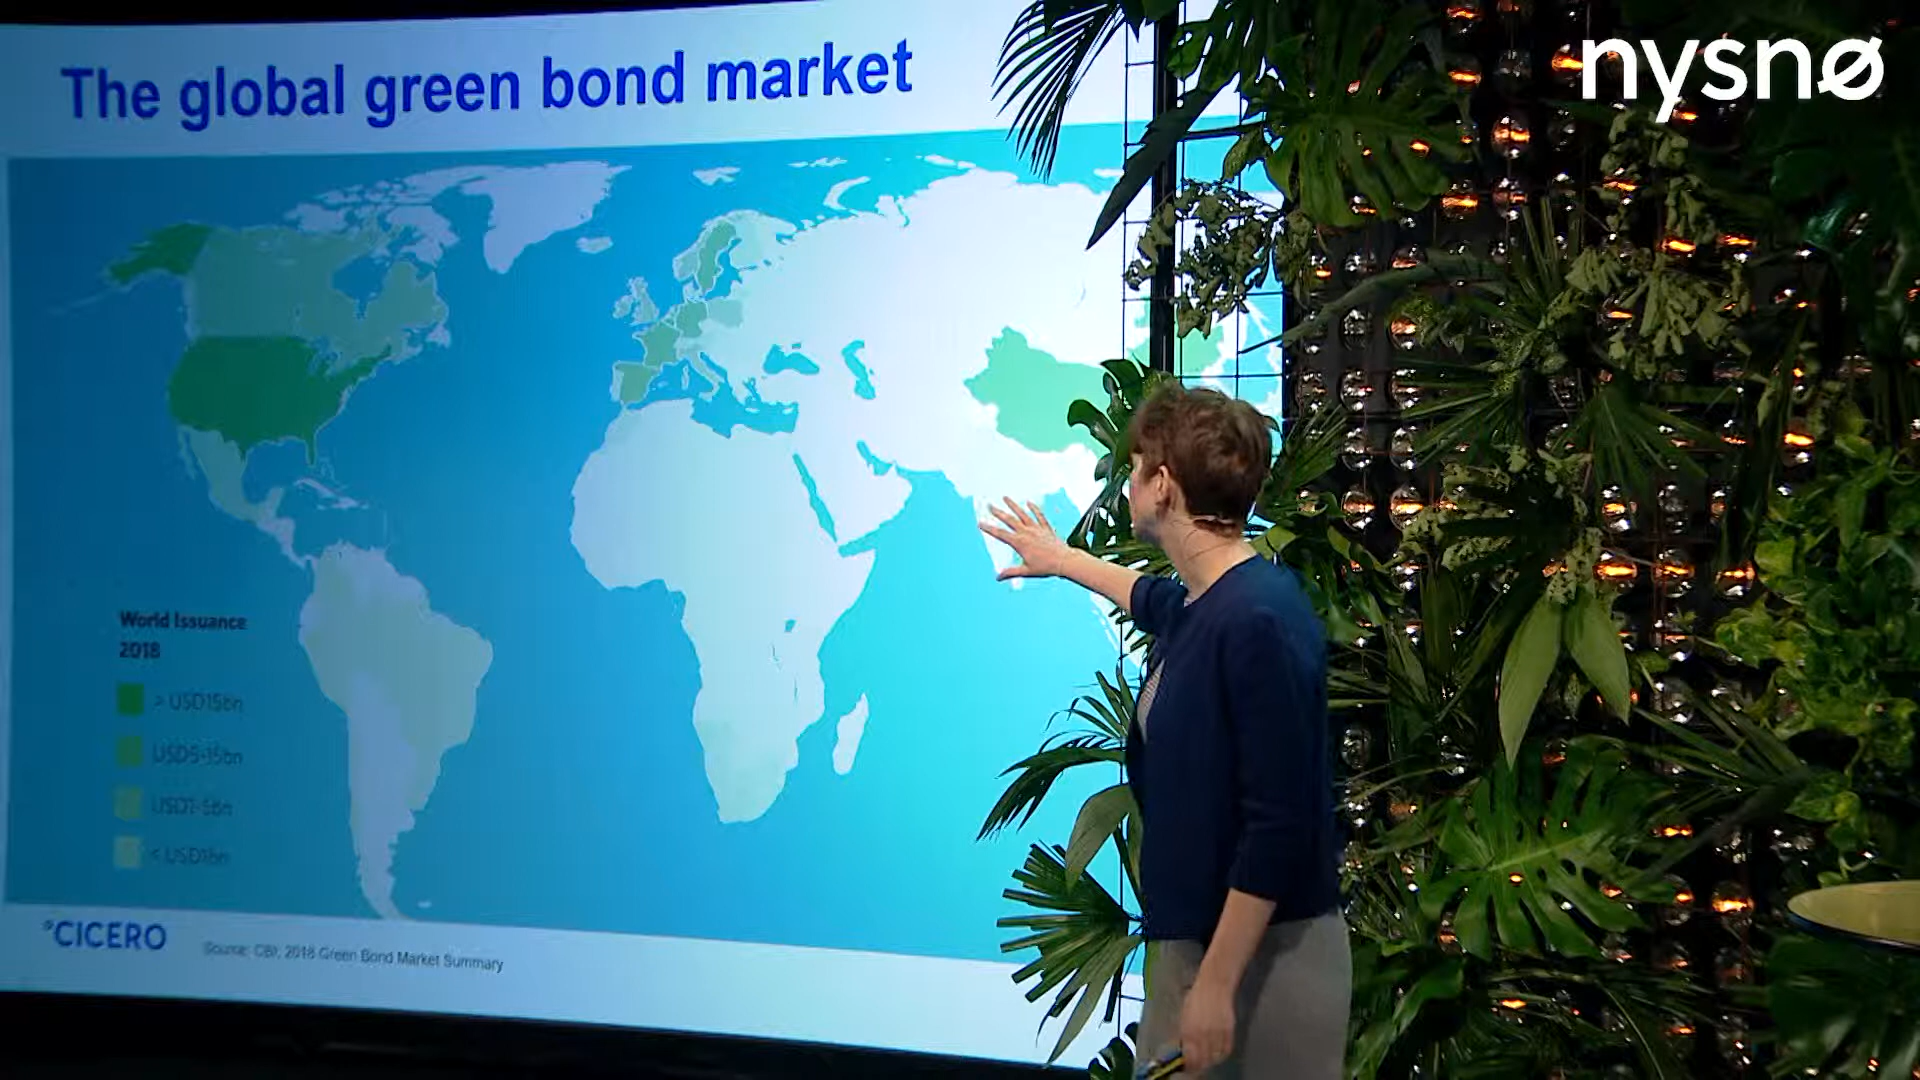 The global green bond market
nysnø
World Issuance
2018
> USD15bn
USD5-15bn
USD1-5bn
< USD1bn
°CICERO
Source: CBI, 2018 Green Bond Market Summary